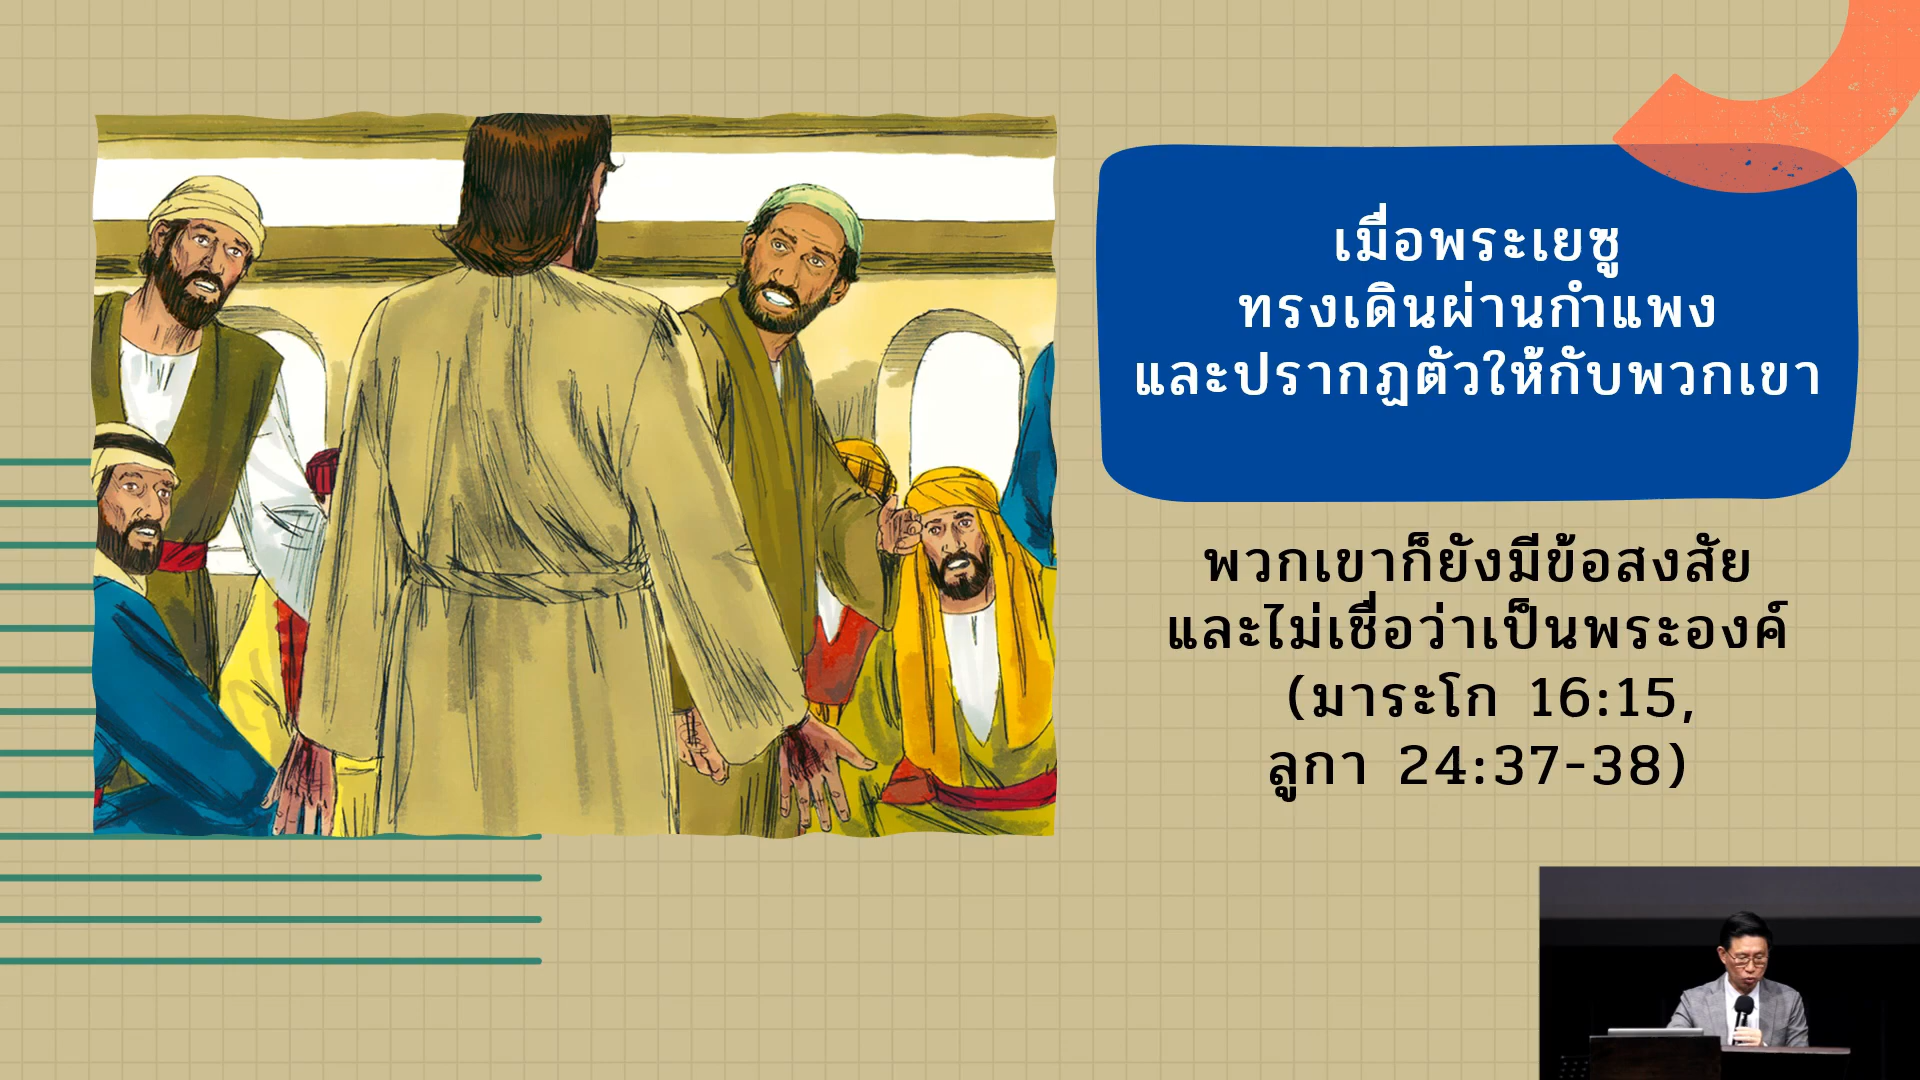 เมื่อพระเยซู
ทรงเดินผ่านกำแพง
และปรากฏตัวให้กับพวกเขา
พวกเขาก็ยังมีข้อสงสัย
และไม่เชื่อว่าเป็นพระองค์
(มาระโก 16:15,
ลูกา 24:37-38)